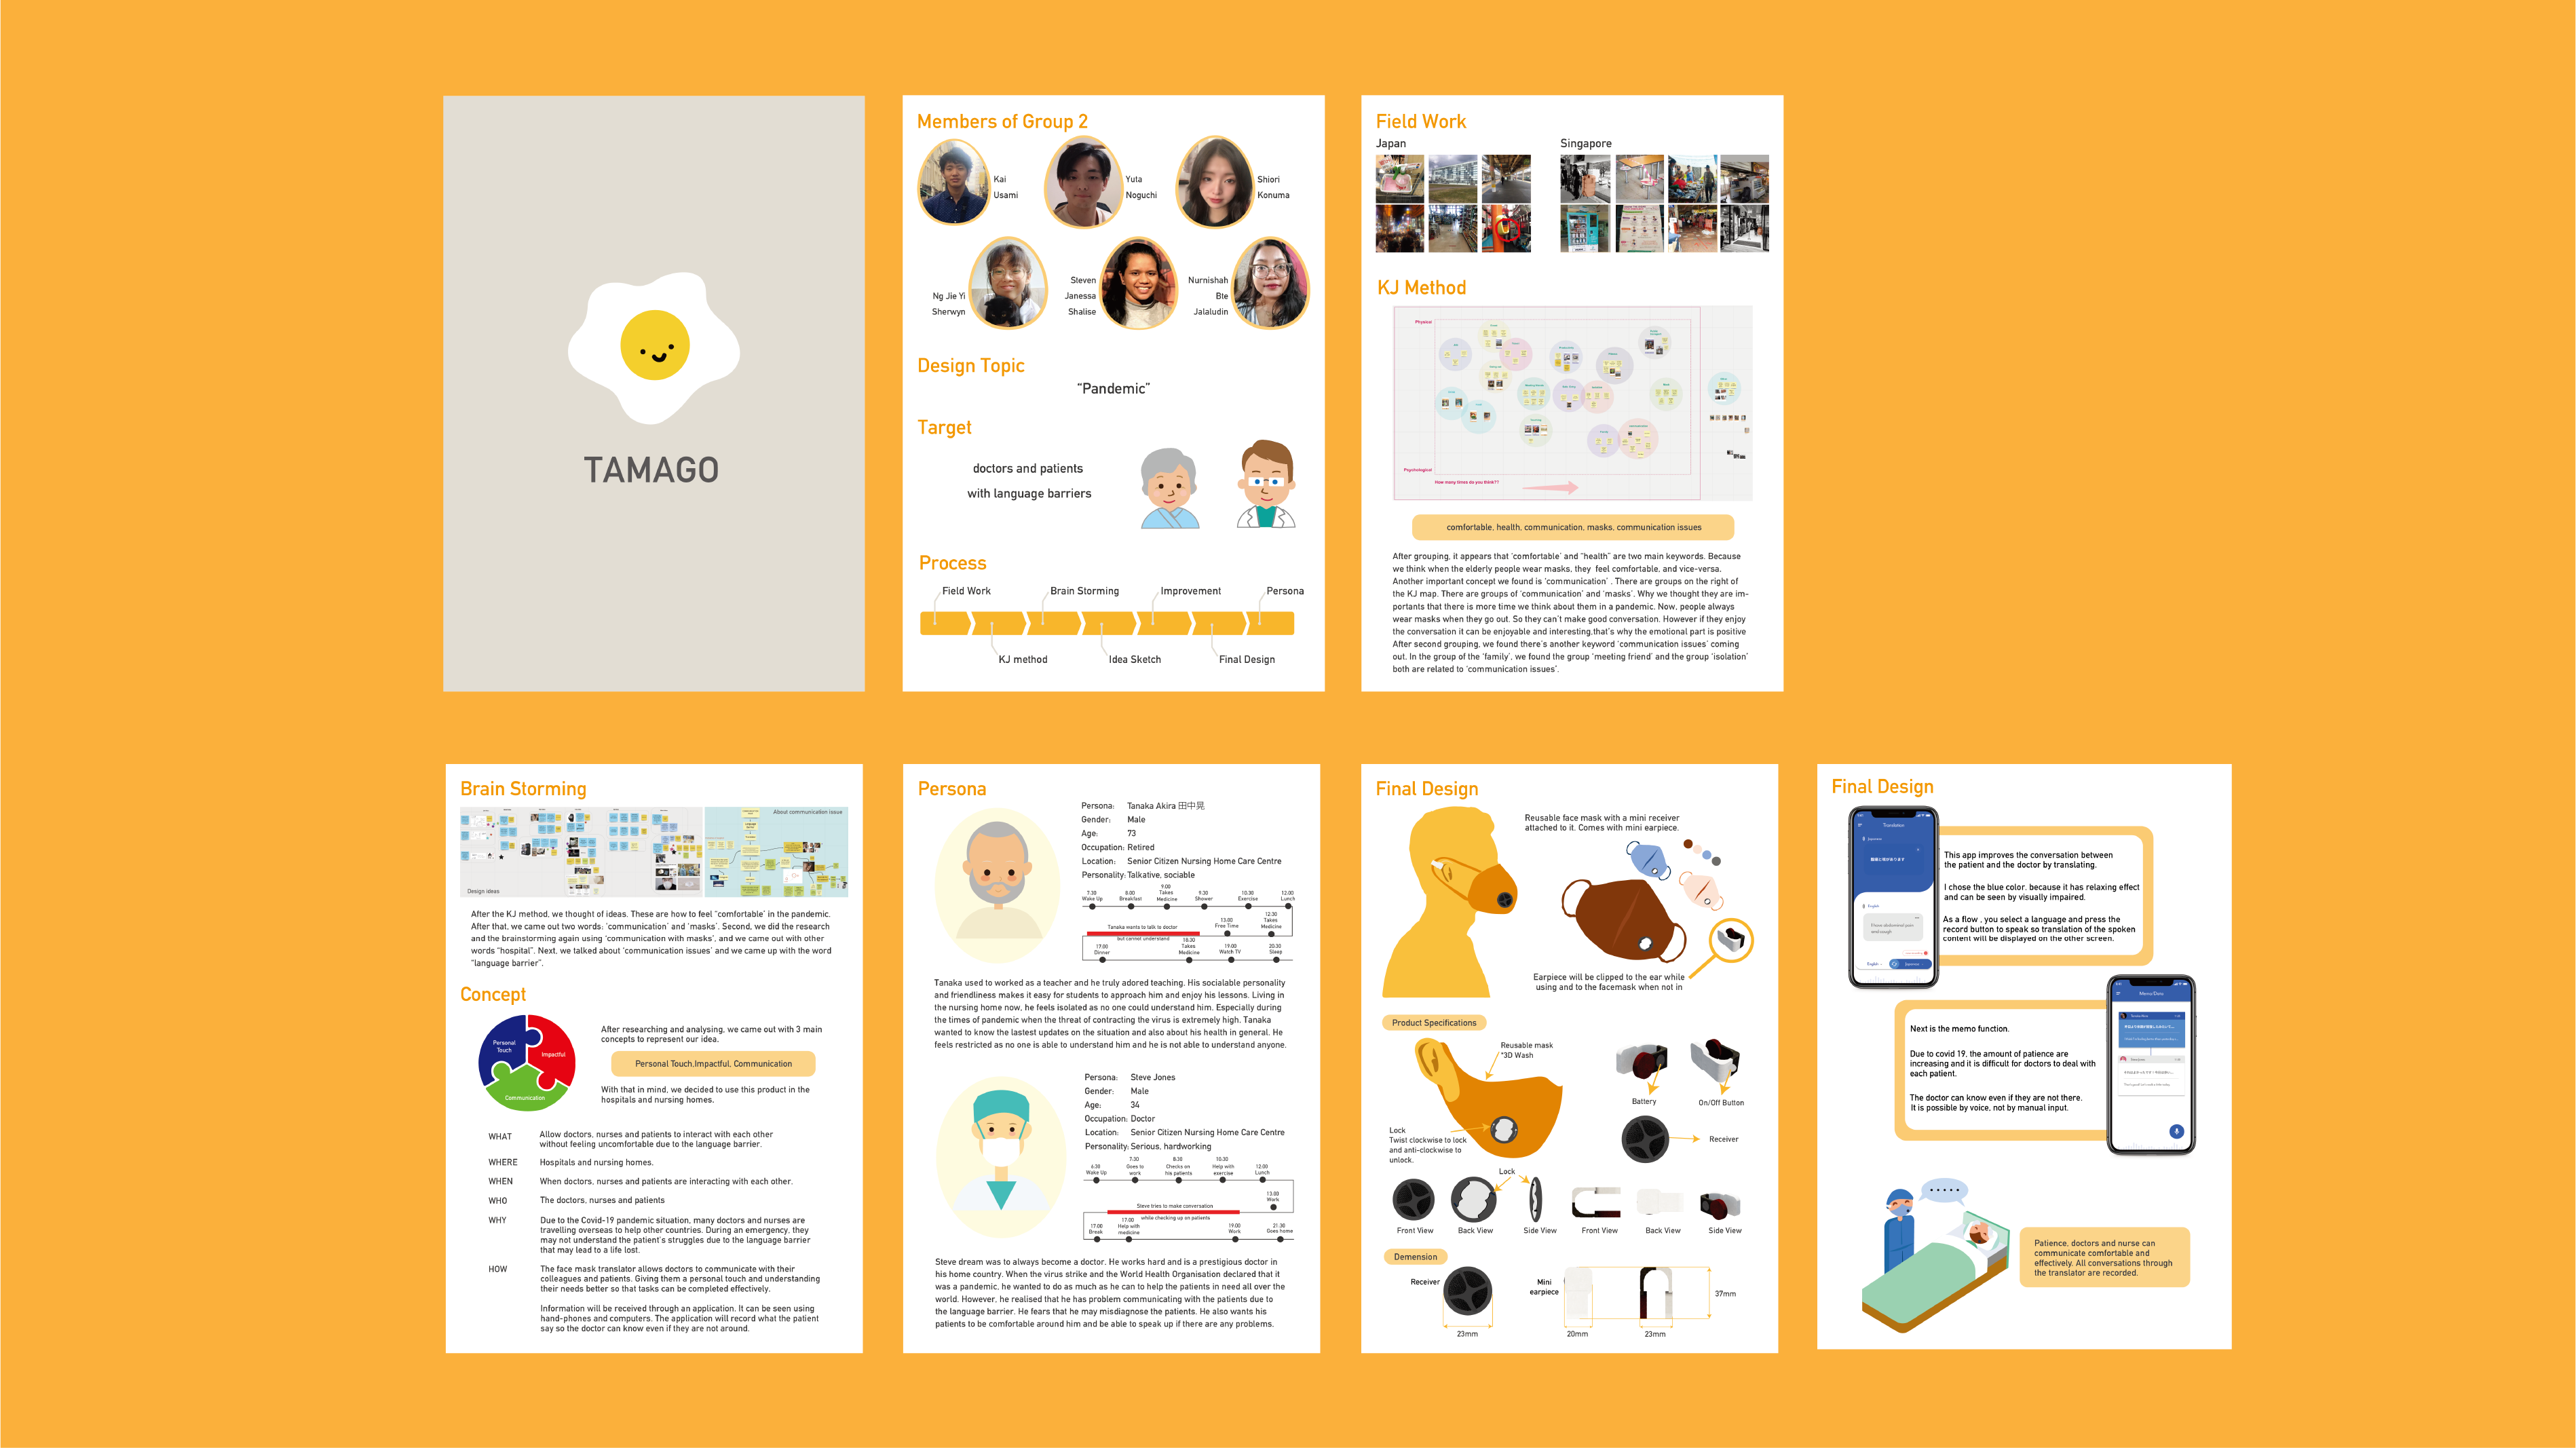 TAMAGO
Members of Group 2
Kai
Usami
Yuta
Noguchi
Shiori
Konuma
Ng Jie Yi
Sherwyn
Steven
Janessa
Shalise
Nurnishah
Bte
Jalaludin
Design Topic
“Pandemic”
Target
doctors and patients
with language barriers
Process
Field Work
Brain Storming
Improvement
Persona
KJ method
Idea Sketch
Final Design
Field Work
Japan
Singapore
KJ Method
Physical
Psychological
How many times do you think??
comfortable, health, communication, masks, communication issues
After grouping, it appears that ‘comfortable’ and “health” are two main keywords. Because
we think when the elderly people wear masks, they  feel comfortable, and vice-versa.
Another important concept we found is ‘communication’ . There are groups on the right of
the KJ map. There are groups of ‘communication’ and ‘masks’. Why we thought they are im-
portants that there is more time we think about them in a pandemic. Now, people always
wear masks when they go out. So they can’t make good conversation. However if they enjoy
the conversation it can be enjoyable and interesting,that’s why the emotional part is positive
After second grouping, we found there’s another keyword ‘communication issues’ coming
out. In the group of the ‘family’, we found the group ‘meeting friend’ and the group ‘isolation’
both are related to ‘communication issues’.
Brain Storming
About communication issue
Design ideas
After the KJ method, we thought of ideas. These are how to feel “comfortable’ in the pandemic.
After that, we came out two words: ‘communication’ and ‘masks’. Second, we did the research
and the brainstorming again using ‘communication with masks’, and we came out with other
words “hospital”. Next, we talked about ‘communication issues’ and we came up with the word
“language barrier”.
Concept
Personal
Touch
Impactful
Communication
After researching and analysing, we came out with 3 main
concepts to represent our idea.
Personal Touch,Impactful, Communication
With that in mind, we decided to use this product in the
hospitals and nursing homes.
WHAT
Allow doctors, nurses and patients to interact with each other
without feeling uncomfortable due to the language barrier.
WHERE
Hospitals and nursing homes.
WHEN
When doctors, nurses and patients are interacting with each other.
WHO
The doctors, nurses and patients
WHY
Due to the Covid-19 pandemic situation, many doctors and nurses are
travelling overseas to help other countries. During an emergency, they
may not understand the patient’s struggles due to the language barrier
that may lead to a life lost.
HOW
The face mask translator allows doctors to communicate with their
colleagues and patients. Giving them a personal touch and understanding
their needs better so that tasks can be completed effectively.
Information will be received through an application. It can be seen using
hand-phones and computers. The application will record what the patient
say so the doctor can know even if they are not around.
Persona
Persona: Tanaka Akira 田中晃
Gender: Male
Age: 73
Occupation: Retired
Location: Senior Citizen Nursing Home Care Centre
Personality: Talkative, sociable
7.30
Wake Up
8.00
Breakfast
9.00
Takes
Medicine
9.30
Shower
10.30
Exercise
12.00
Lunch
12.30
Takes
Medicine
13.00
Free Time
Tanaka wants to talk to doctor
but cannot understand
17.00
Dinner
18.30
Takes
Medicine
19.00
Watch TV
20.30
Sleep
Tanaka used to worked as a teacher and he truly adored teaching. His socialable personality
and friendliness makes it easy for students to approach him and enjoy his lessons. Living in
the nursing home now, he feels isolated as no one could understand him. Especially during
the times of pandemic when the threat of contracting the virus is extremely high. Tanaka
wanted to know the lastest updates on the situation and also about his health in general. He
feels restricted as no one is able to understand him and he is not able to understand anyone.
Persona: Steve Jones
Gender: Male
Age: 34
Occupation: Doctor
Location: Senior Citizen Nursing Home Care Centre
Personality: Serious, hardworking
6.30
Wake Up
7.30
Goes to
work
8.30
Checks on
his patients
10.30
Help with
exercise
12.00
Lunch
13.00
Work
Steve tries to make conversation
while checking up on patients
17.00
Break
17.00
Help with
medicine
19.00
Work
21.30
Goes home
Steve dream was to always become a doctor. He works hard and is a prestigious doctor in
his home country. When the virus strike and the World Health Organisation declared that it
was a pandemic, he wanted to do as much as he can to help the patients in need all over the
world. However, he realised that he has problem communicating with the patients due to
the language barrier. He fears that he may misdiagnose the patients. He also wants his
patients to be comfortable around him and be able to speak up if there are any problems.
Final Design
Reusable face mask with a mini receiver
attached to it. Comes with mini earpiece.
Earpiece will be clipped to the ear while
using and to the facemask when not in
Product Specifications
Reusable mask
*3D Wash
Lock
Twist clockwise to lock
and anti-clockwise to
unlock.
Battery
On/Off Button
Receiver
Lock
Front View
Back View
Side View
Front View
Back View
Side View
Demension
Receiver
23mm
Mini
earpiece
20mm
23mm
37mm
Final Design
Translation
Japanese
English
Please abdominal pain
and cough
English
Japanese
This app improves the conversation between
the patient and the doctor by translating.
I chose the blue color, because it has relaxing effect
and can be seen by visually impaired.
As a flow , you select a language and press the
record button to speak so translation of the spoken
content will be displayed on the other screen.
Next is the memo function.
Due to covid 19, the amount of patience are
increasing and it is difficult for doctors to deal with
each patient.
The doctor can know even if they are not there.
It is possible by voice, not by manual input.
Patience, doctors and nurse can
communicate comfortable and
effectively. All conversations through
the translator are recorded.